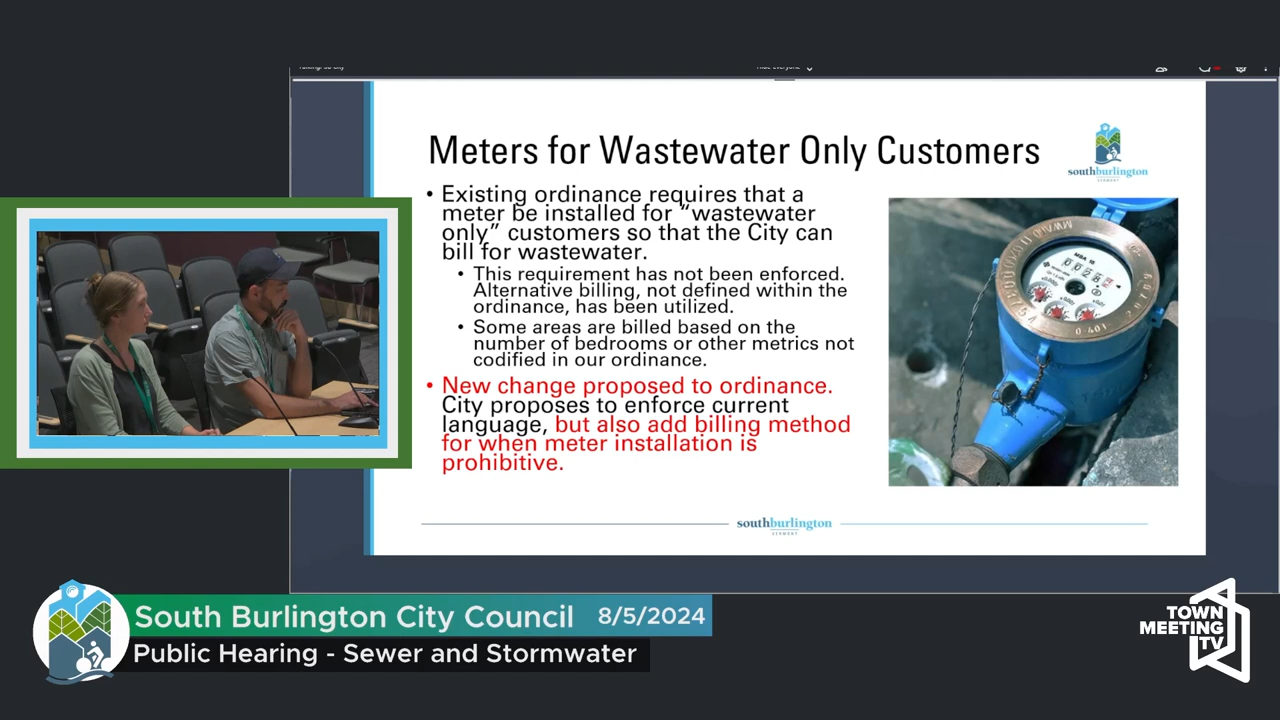 Meters for Wastewater Only Customers
southburlington
VERMONT
• Existing ordinance requires that a
meter be installed for “wastewater
only” customers so that the City can
bill for wastewater.
• This requirement has not been enforced.
Alternative billing, not defined within the
ordinance, has been utilized.
• Some areas are billed based on the
number of bedrooms or other metrics not
codified in our ordinance.
• New change proposed to ordinance.
City proposes to enforce current
language, but also add billing method
for when meter installation is
prohibitive.
southburlington
VERMONT
South Burlington City Council 8/5/2024
Public Hearing - Sewer and Stormwater
TOWN
MEETING
TV